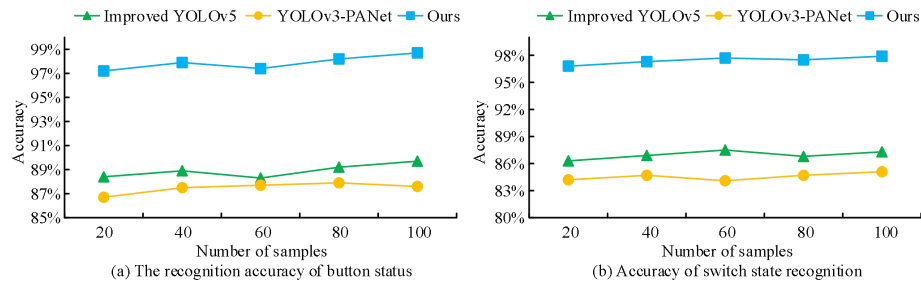 Improved YOLOv5 YOLOv3-PANet Ours
99%
97%
95%
93%
91%
89%
87%
85%
Accuracy
20 40 60 80 100
Number of samples
(a) The recognition accuracy of button status
Improved YOLOv5 YOLOv3-PANet Ours
98%
95%
92%
89%
86%
83%
80%
Accuracy
20 40 60 80 100
Number of samples
(b) Accuracy of switch state recognition